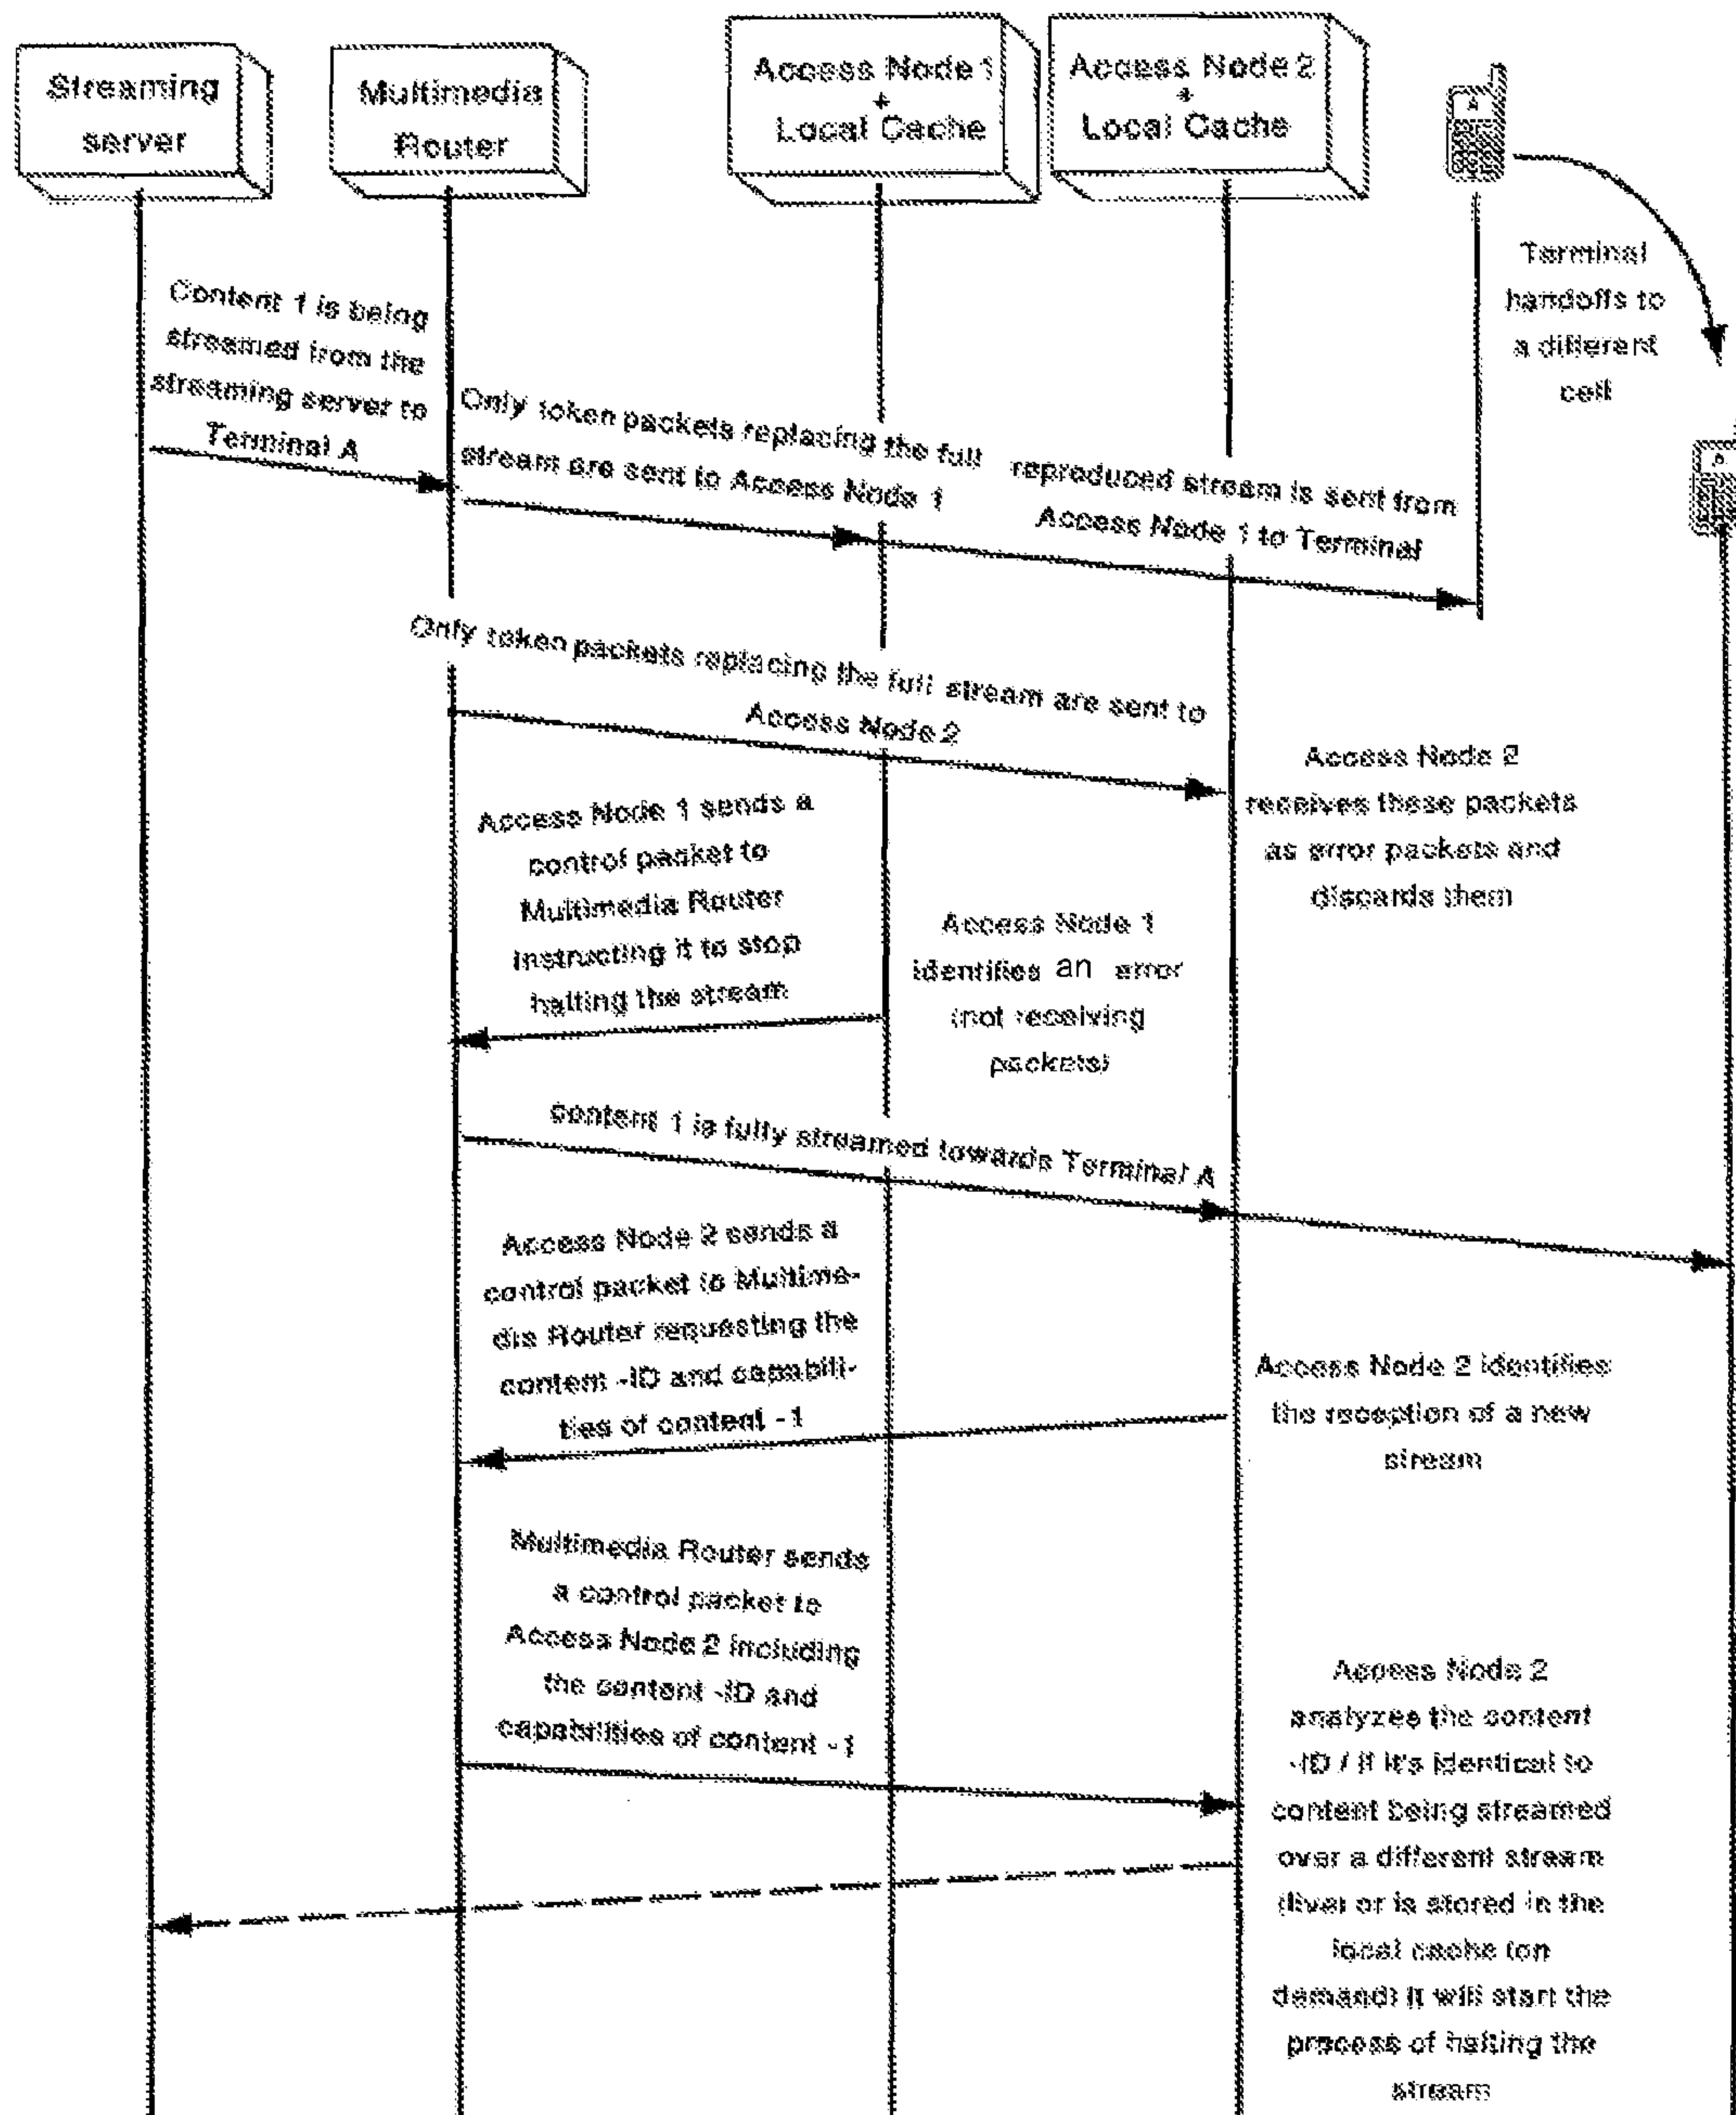 Streaming
server
Multimedia
Router
Access Node 1
+
Local Cache
Access Node 2
+
Local Cache
A
Terminal
handoffs to
a different
cell
A
Content 1 is being
streamed from the
streaming server to
Terminal A
Only token packets replacing the full
stream are sent to Access Node 1
reproduced stream is sent from
Access Node 1 to Terminal
Only token packets replacing the full stream are sent to
Access Node 2
Access Node 2
receives these packets
as error packets and
discards them
Access Node 1 sends a
control packet to
Multimedia Router
instructing it to stop
halting the stream
Access Node 1
identifies an error
(not receiving
packets)
content 1 is fully streamed towards Terminal A
Access Node 2 sends a
control packet to Multime-
dia Router requesting the
content -ID and capabili-
ties of content -1
Access Node 2 identifies
the reception of a new
stream
Multimedia Router sends
a control packet to
Access Node 2 including
the content -ID and
capabilities of content -1
Access Node 2
analyzes the content
-ID / if it's identical to
content being streamed
over a different stream
(live) or is stored in the
local cache (on
demand) it will start the
process of halting the
stream